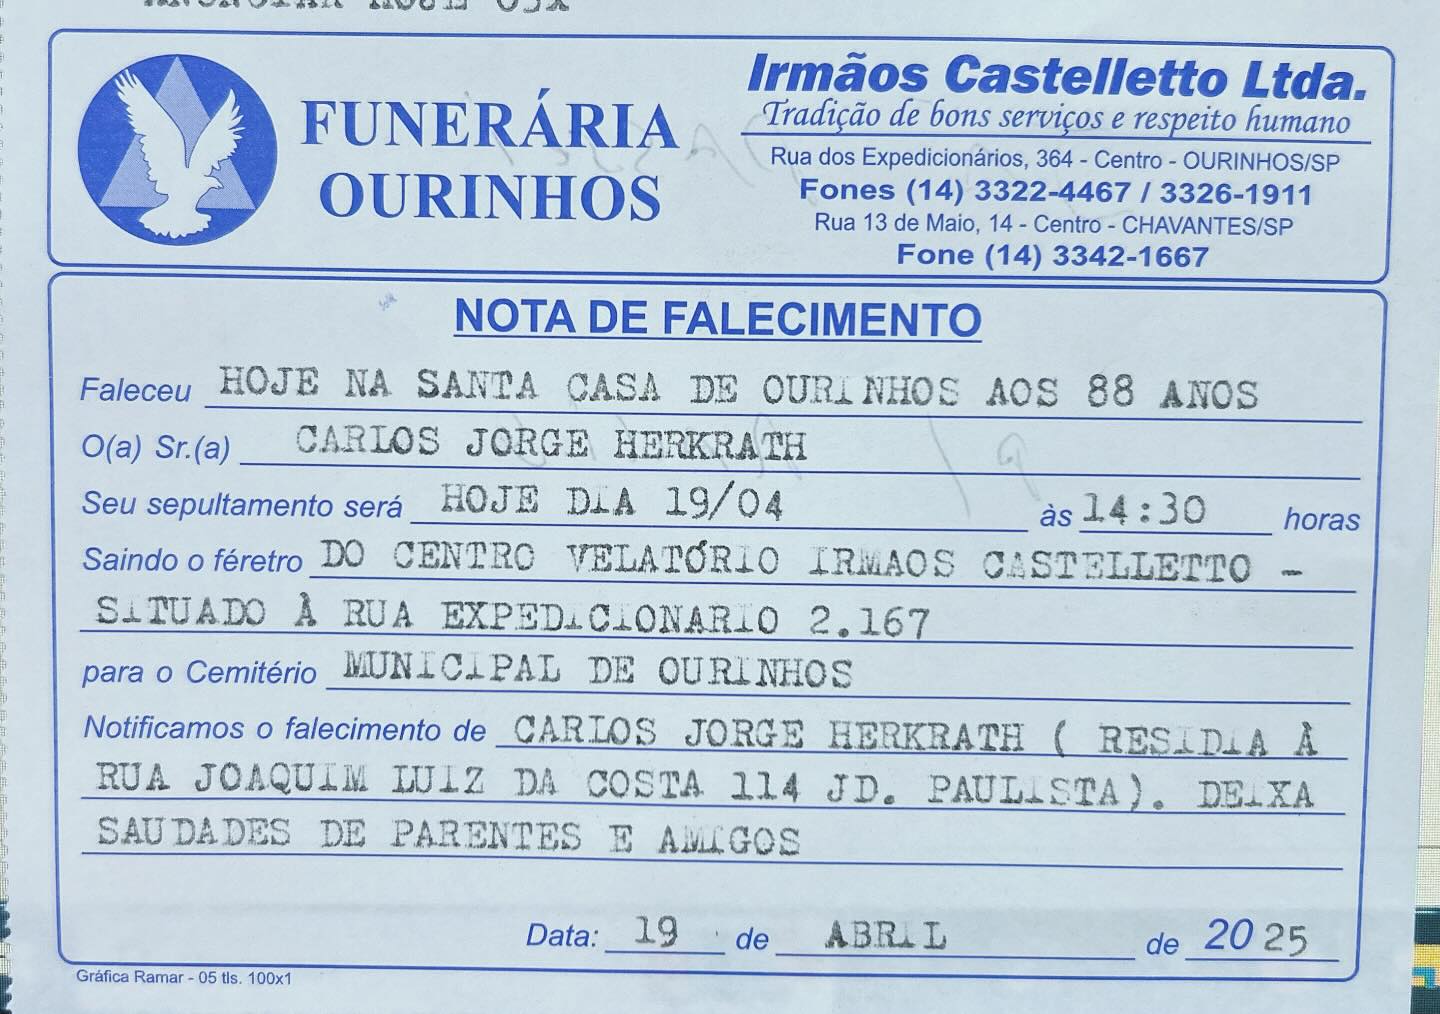 FUNERÁRIA
OURINHOS
Irmãos Castelletto Ltda.
Tradição de bons serviços e respeito humano
Rua dos Expedicionários, 364 - Centro - OURINHOS/SP
Fones (14) 3322-4467 / 3326-1911
Rua 13 de Maio, 14 - Centro - CHAVANTES/SP
Fone (14) 3342-1667
NOTA DE FALECIMENTO
Faleceu HOJE NA SANTA CASA DE OURINHOS AOS 88 ANOS
O(a) Sr.(a) CARLOS JORGE HERKRATH
Seu sepultamento será HOJE DIA 19/04 às 14:30 horas
Saindo o féretro DO CENTRO VELATÓRIO IRMAOS CASTELLETTO -
SITUADO À RUA EXPEDICIONARIO 2.167
para o Cemitério MUNICIPAL DE OURINHOS
Notificamos o falecimento de CARLOS JORGE HERKRATH ( RESIDIA À
RUA JOAQUIM LUIZ DA COSTA 114 JD. PAULISTA). DEIXA
SAUDADES DE PARENTES E AMIGOS
Data: 19 de ABRIL de 2025
Gráfica Ramar - 05 tls. 100x1